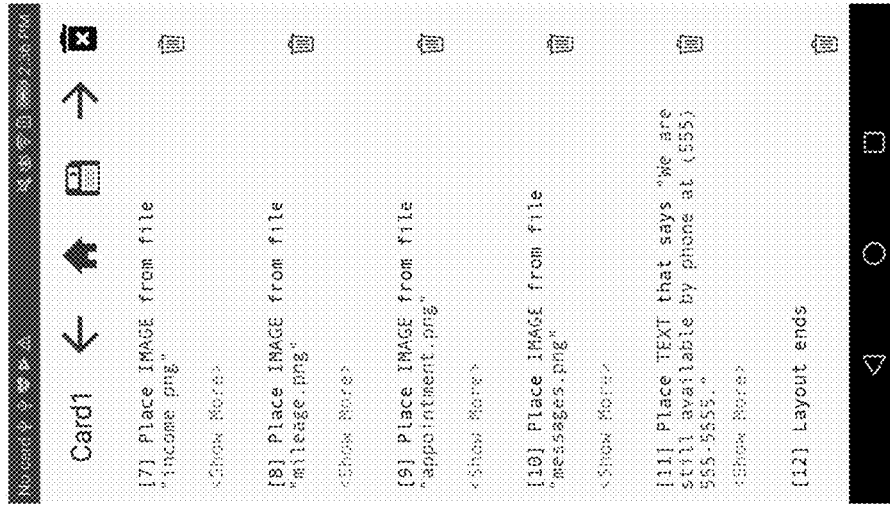 Card1
[7] Place IMAGE from file
"income.png"
<Show More>
[8] Place IMAGE from file
"mileage.png"
<Show More>
[9] Place IMAGE from file
"appointment.png"
<Show More>
[10] Place IMAGE from file
"messages.png"
<Show More>
[11] Place TEXT that says "We are
still available by phone at (555)
555-5555."
<Show More>
[12] Layout ends